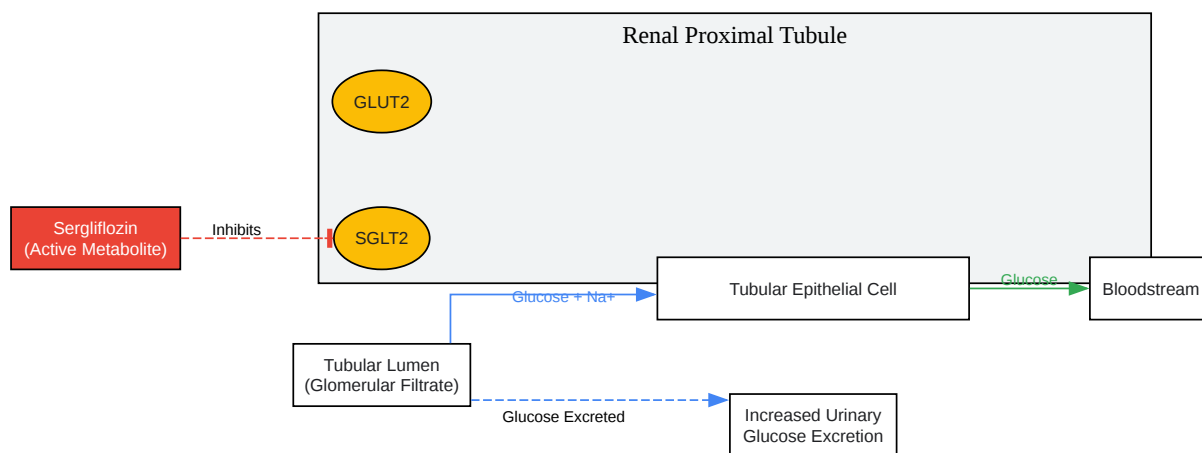 Renal Proximal Tubule
GLUT2
Sergliflozin
(Active Metabolite)
Inhibits
SGLT2
Glucose + Na+
Tubular Epithelial Cell
Glucose
Bloodstream
Tubular Lumen
(Glomerular Filtrate)
Glucose Excreted
Increased Urinary
Glucose Excretion